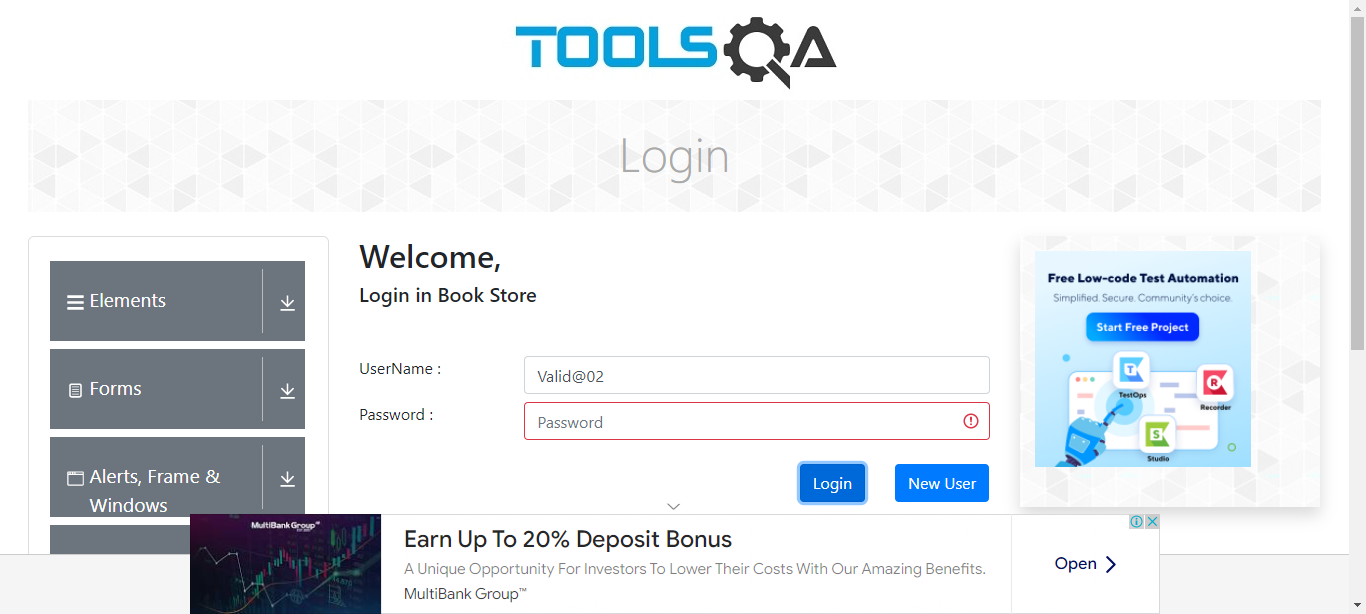 TOOLSQA
Login
Elements
Forms
Alerts, Frame &
Windows
Welcome,
Login in Book Store
UserName :
Valid@02
Password :
Password
Login
New User
Free Low-code Test Automation
Simplified. Secure. Community's choice.
Start Free Project
TestOps
Recorder
Studio
MultiBank Group
Earn Up To 20% Deposit Bonus
A Unique Opportunity For Investors To Lower Their Costs With Our Amazing Benefits.
MultiBank Group™
Open